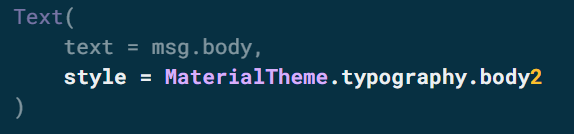 Text(
    text = msg.body,
    style = MaterialTheme.typography.body2
)